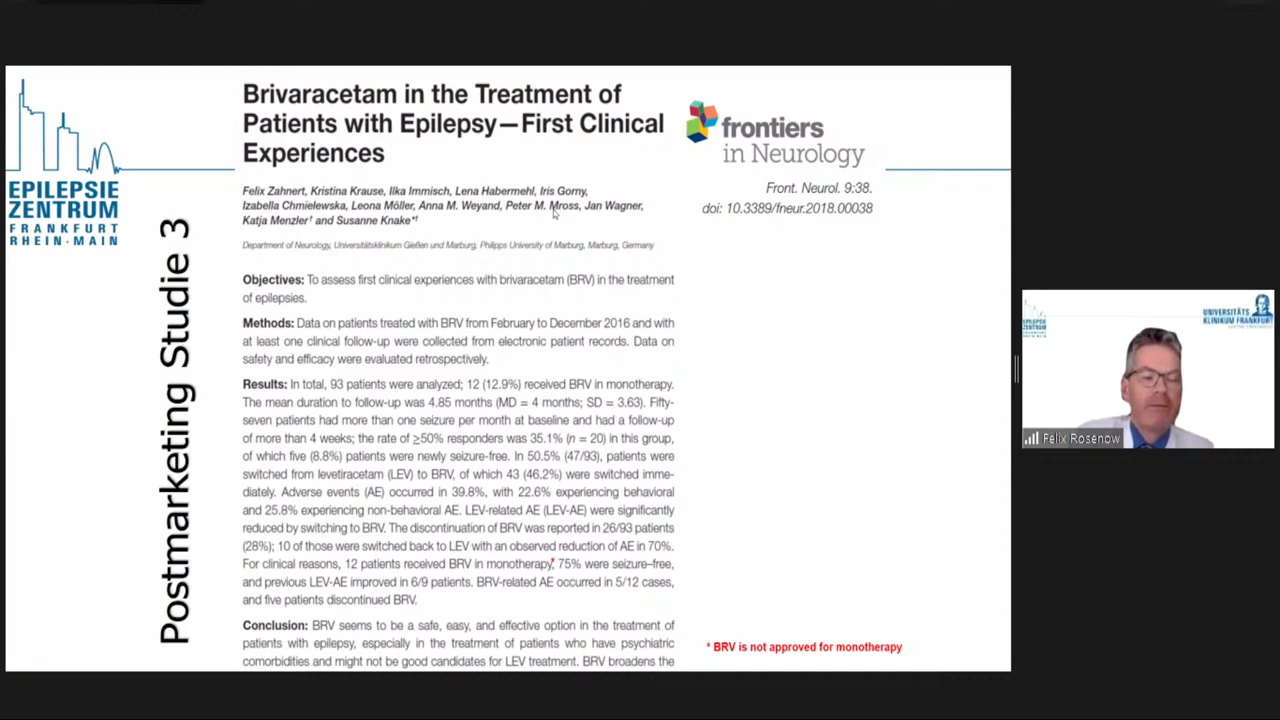 EPILEPSIE
ZENTRUM
FRANKFURT
RHEIN·MAIN
Postmarketing Studie 3
Brivaracetam in the Treatment of
Patients with Epilepsy—First Clinical
Experiences
frontiers
in Neurology
Front. Neurol. 9:38.
doi: 10.3389/fneur.2018.00038
Felix Zahnert, Kristina Krause, Ilka Immisch, Lena Habermehl, Iris Gorny,
Izabella Chmielewska, Leona Möller, Anna M. Weyand, Peter M. Mross, Jan Wagner,
Katja Menzler† and Susanne Knake*†
Department of Neurology, Universitätsklinikum Gießen und Marburg, Philipps University of Marburg, Marburg, Germany
Objectives: To assess first clinical experiences with brivaracetam (BRV) in the treatment
of epilepsies.
Methods: Data on patients treated with BRV from February to December 2016 and with
at least one clinical follow-up were collected from electronic patient records. Data on
safety and efficacy were evaluated retrospectively.
Results: In total, 93 patients were analyzed; 12 (12.9%) received BRV in monotherapy.
The mean duration to follow-up was 4.85 months (MD = 4 months; SD = 3.63). Fifty-
seven patients had more than one seizure per month at baseline and had a follow-up
of more than 4 weeks; the rate of ≥50% responders was 35.1% (n = 20) in this group,
of which five (8.8%) patients were newly seizure-free. In 50.5% (47/93), patients were
switched from levetiracetam (LEV) to BRV, of which 43 (46.2%) were switched imme-
diately. Adverse events (AE) occurred in 39.8%, with 22.6% experiencing behavioral
and 25.8% experiencing non-behavioral AE. LEV-related AE (LEV-AE) were significantly
reduced by switching to BRV. The discontinuation of BRV was reported in 26/93 patients
(28%); 10 of those were switched back to LEV with an observed reduction of AE in 70%.
For clinical reasons, 12 patients received BRV in monotherapy,* 75% were seizure–free,
and previous LEV-AE improved in 6/9 patients. BRV-related AE occurred in 5/12 cases,
and five patients discontinued BRV.
Conclusion: BRV seems to be a safe, easy, and effective option in the treatment of
patients with epilepsy, especially in the treatment of patients who have psychiatric
comorbidities and might not be good candidates for LEV treatment. BRV broadens the
* BRV is not approved for monotherapy
UNIVERSITÄTS
KLINIKUM FRANKFURT
Felix Rosenow